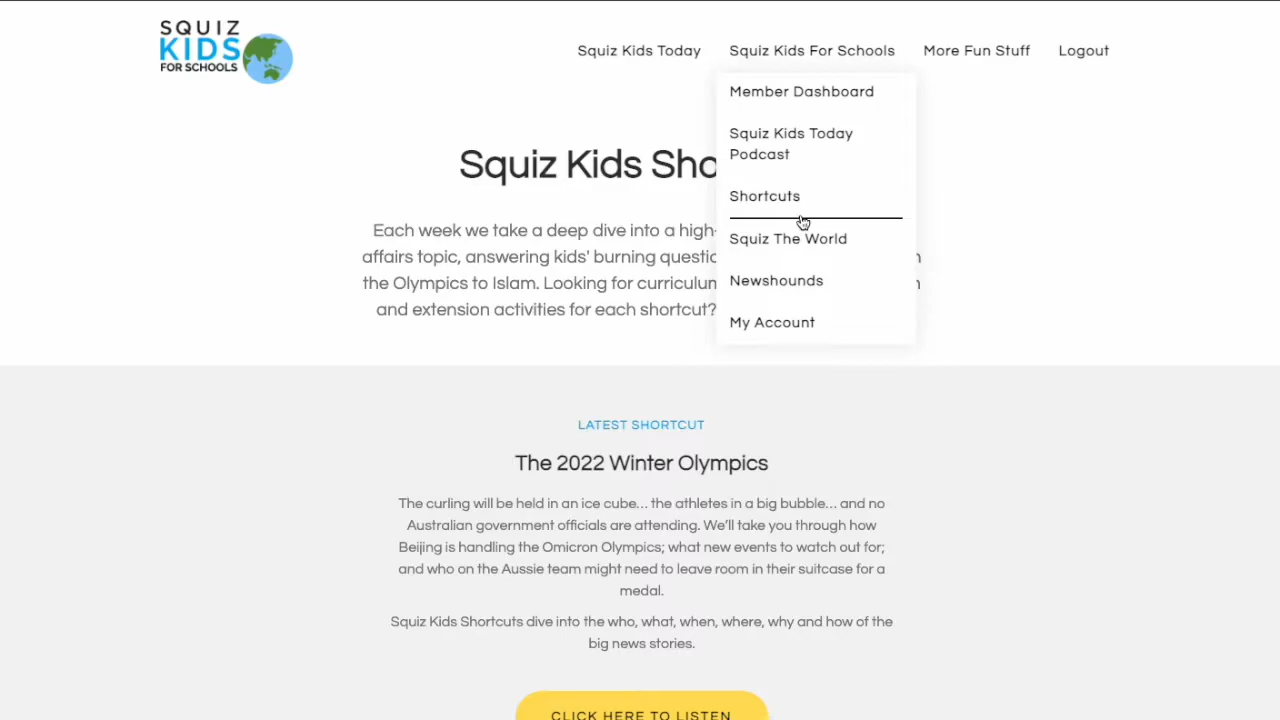 SQUIZ
KIDS
FOR SCHOOLS
Squiz Kids Today
Squiz Kids For Schools
More Fun Stuff
Logout
Member Dashboard
Squiz Kids Today
Podcast
Shortcuts
Squiz The World
Newshounds
My Account
Squiz Kids
Each week we take a deep dive into a
affairs topic, answering kids' burning
the Olympics to Islam. Looking for
and extension activities for each shortcut?
LATEST SHORTCUT
The 2022 Winter Olympics
The curling will be held in an ice cube... the athletes in a big bubble... and no
Australian government officials are attending. We'll take you through how
Beijing is handling the Omicron Olympics; what new events to watch out for;
and who on the Aussie team might need to leave room in their suitcase for a
medal.
Squiz Kids Shortcuts dive into the who, what, when, where, why and how of the
big news stories.
CLICK HERE TO LISTEN